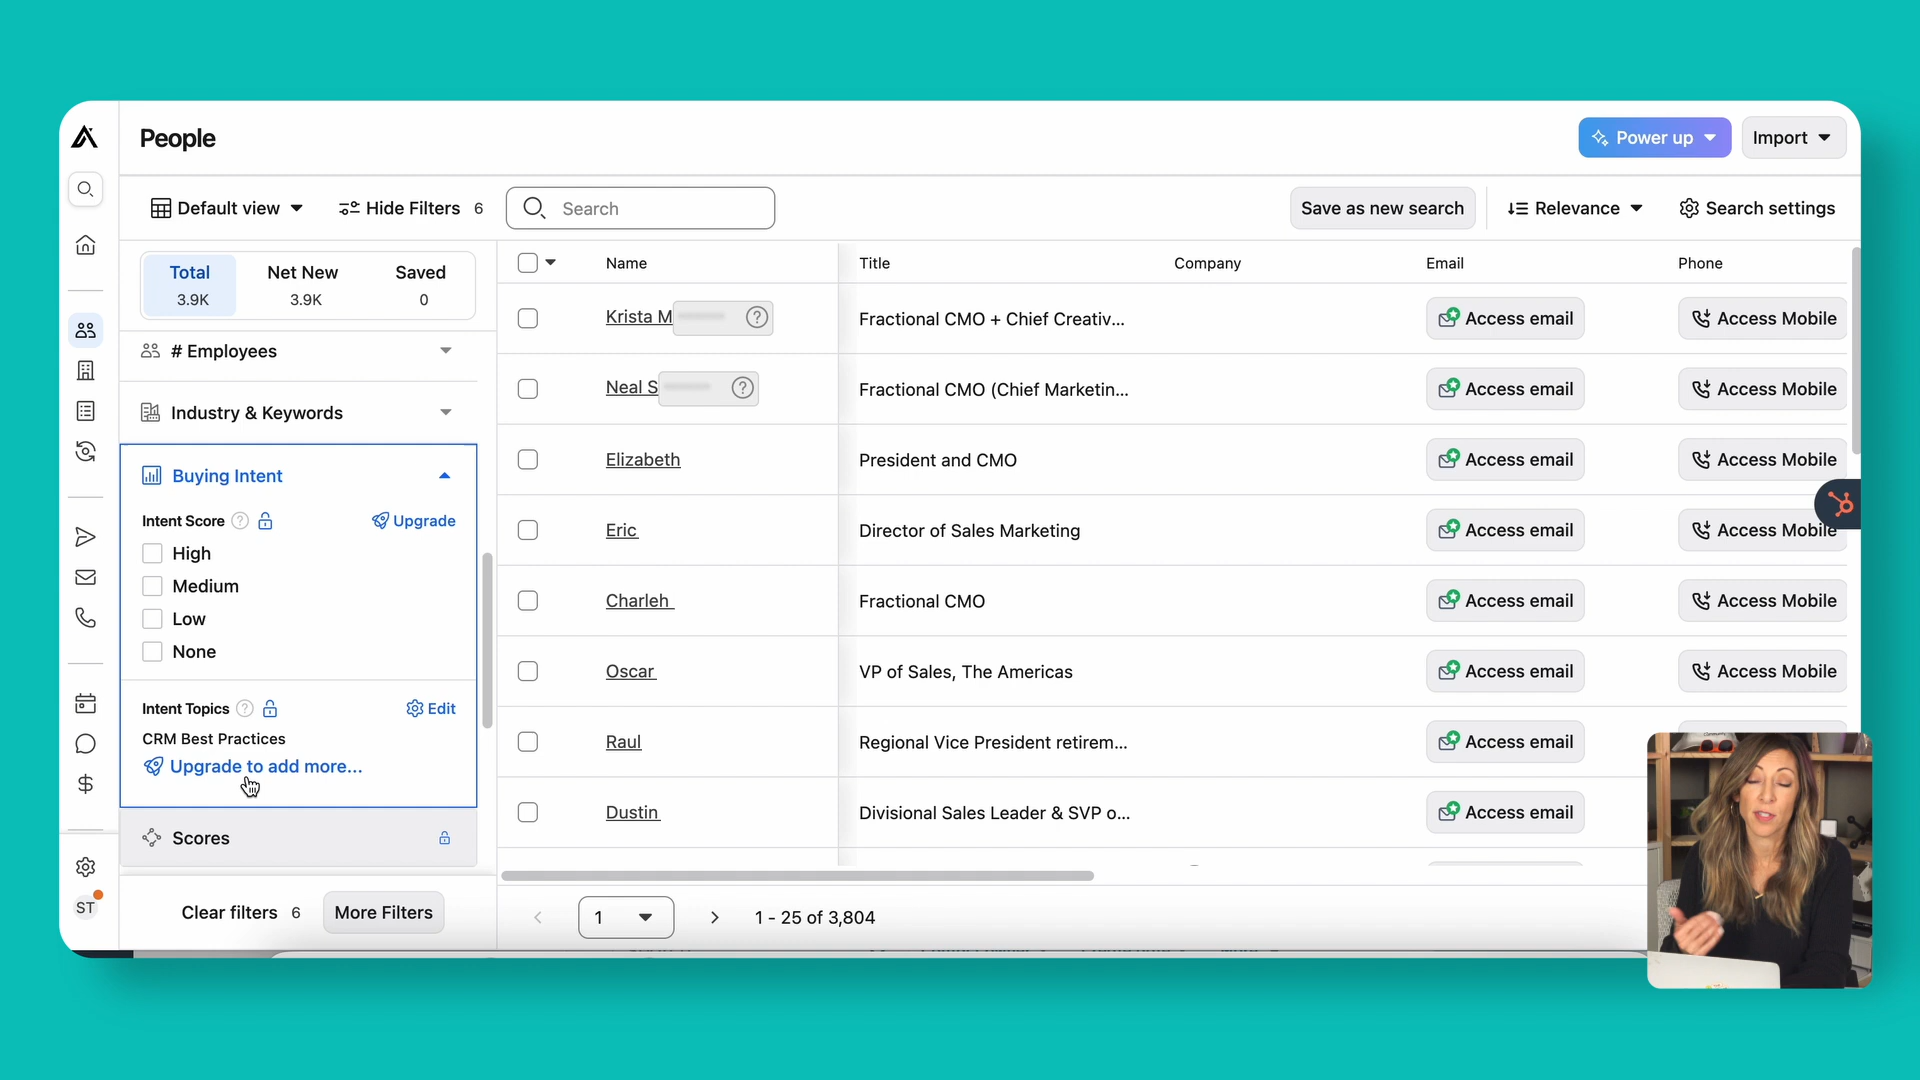 People
Power up
Import
Default view
Hide Filters 6
Search
Save as new search
Relevance
Search settings
Total
3.9K
Net New
3.9K
Saved
0
# Employees
Industry & Keywords
Buying Intent
Intent Score
Upgrade
High
Medium
Low
None
Intent Topics
Edit
CRM Best Practices
Upgrade to add more...
Scores
Clear filters 6
More Filters
ST
Name Title Company Email Phone
Krista M Fractional CMO + Chief Creativ... Access email Access Mobile
Neal S Fractional CMO (Chief Marketin... Access email Access Mobile
Elizabeth President and CMO Access email Access Mobile
Eric Director of Sales Marketing Access email Access Mobile
Charleh Fractional CMO Access email Access Mobile
Oscar VP of Sales, The Americas Access email Access Mobile
Raul Regional Vice President retirem... Access email
Dustin Divisional Sales Leader & SVP o... Access email
1
1 - 25 of 3,804